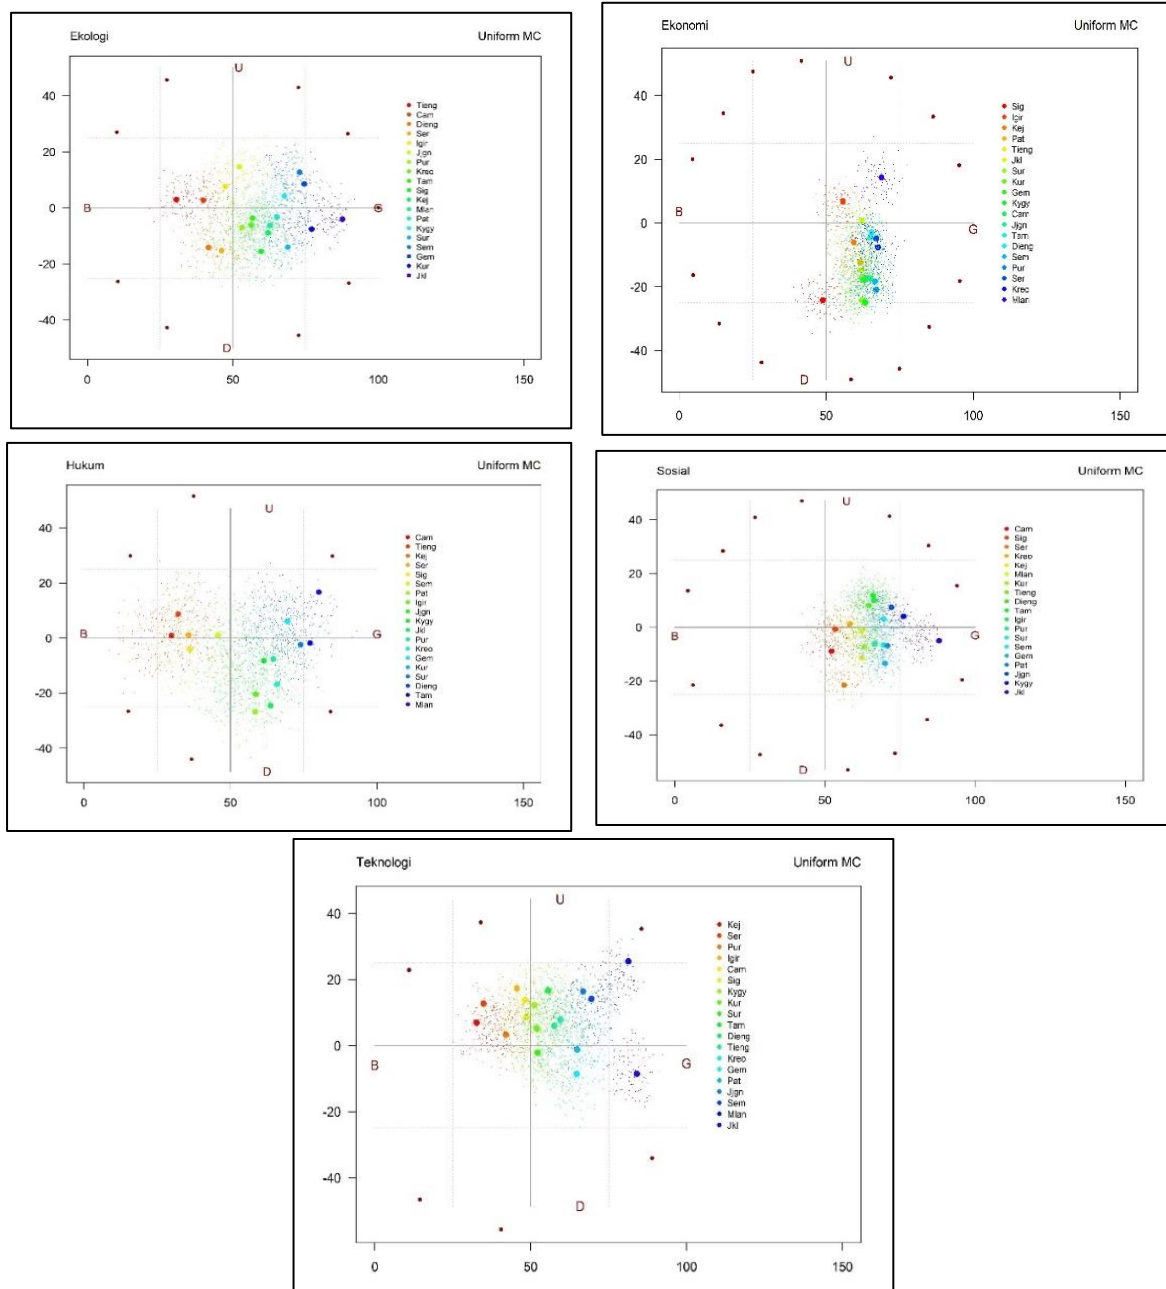 Ekologi Uniform MC
U
40
20
0 B G
-20
-40
D
0 50 100 150
Tieng
Cam
Dieng
Ser
Igir
Jjgn
Pur
Kreo
Tam
Sig
Kej
Mlan
Pat
Kygy
Sur
Sem
Gem
Kur
Jkl
Ekonomi Uniform MC
U
40
20
B
0 G
-20
-40
D
0 50 100 150
Sig
Igir
Kej
Pat
Tieng
Jkl
Sur
Kur
Gem
Kygy
Cam
Jjgn
Tam
Dieng
Sem
Pur
Ser
Kreo
Mlan
Hukum Uniform MC
U
40
20
0 B G
-20
-40
D
0 50 100 150
Cam
Tieng
Kej
Ser
Sig
Sem
Pat
Igir
Jjgn
Kygy
Jkl
Pur
Kreo
Gem
Kur
Sur
Dieng
Tam
Mlan
Sosial Uniform MC
U
40
20
0 B G
-20
-40
D
0 50 100 150
Cam
Sig
Ser
Kreo
Kej
Mlan
Kur
Tieng
Dieng
Tam
Igir
Pur
Sur
Sem
Gem
Pat
Jjgn
Kygy
Jkl
Teknologi Uniform MC
U
40
20
0
B G
-20
-40
D
0 50 100 150
Kej
Ser
Pur
Igir
Cam
Sig
Kygy
Kur
Sur
Tam
Dieng
Tieng
Kreo
Gem
Pat
Jjgn
Sem
Mlan
Jkl